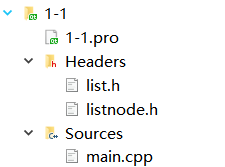 1-1
1-1.pro
Headers
list.h
listnode.h
Sources
main.cpp